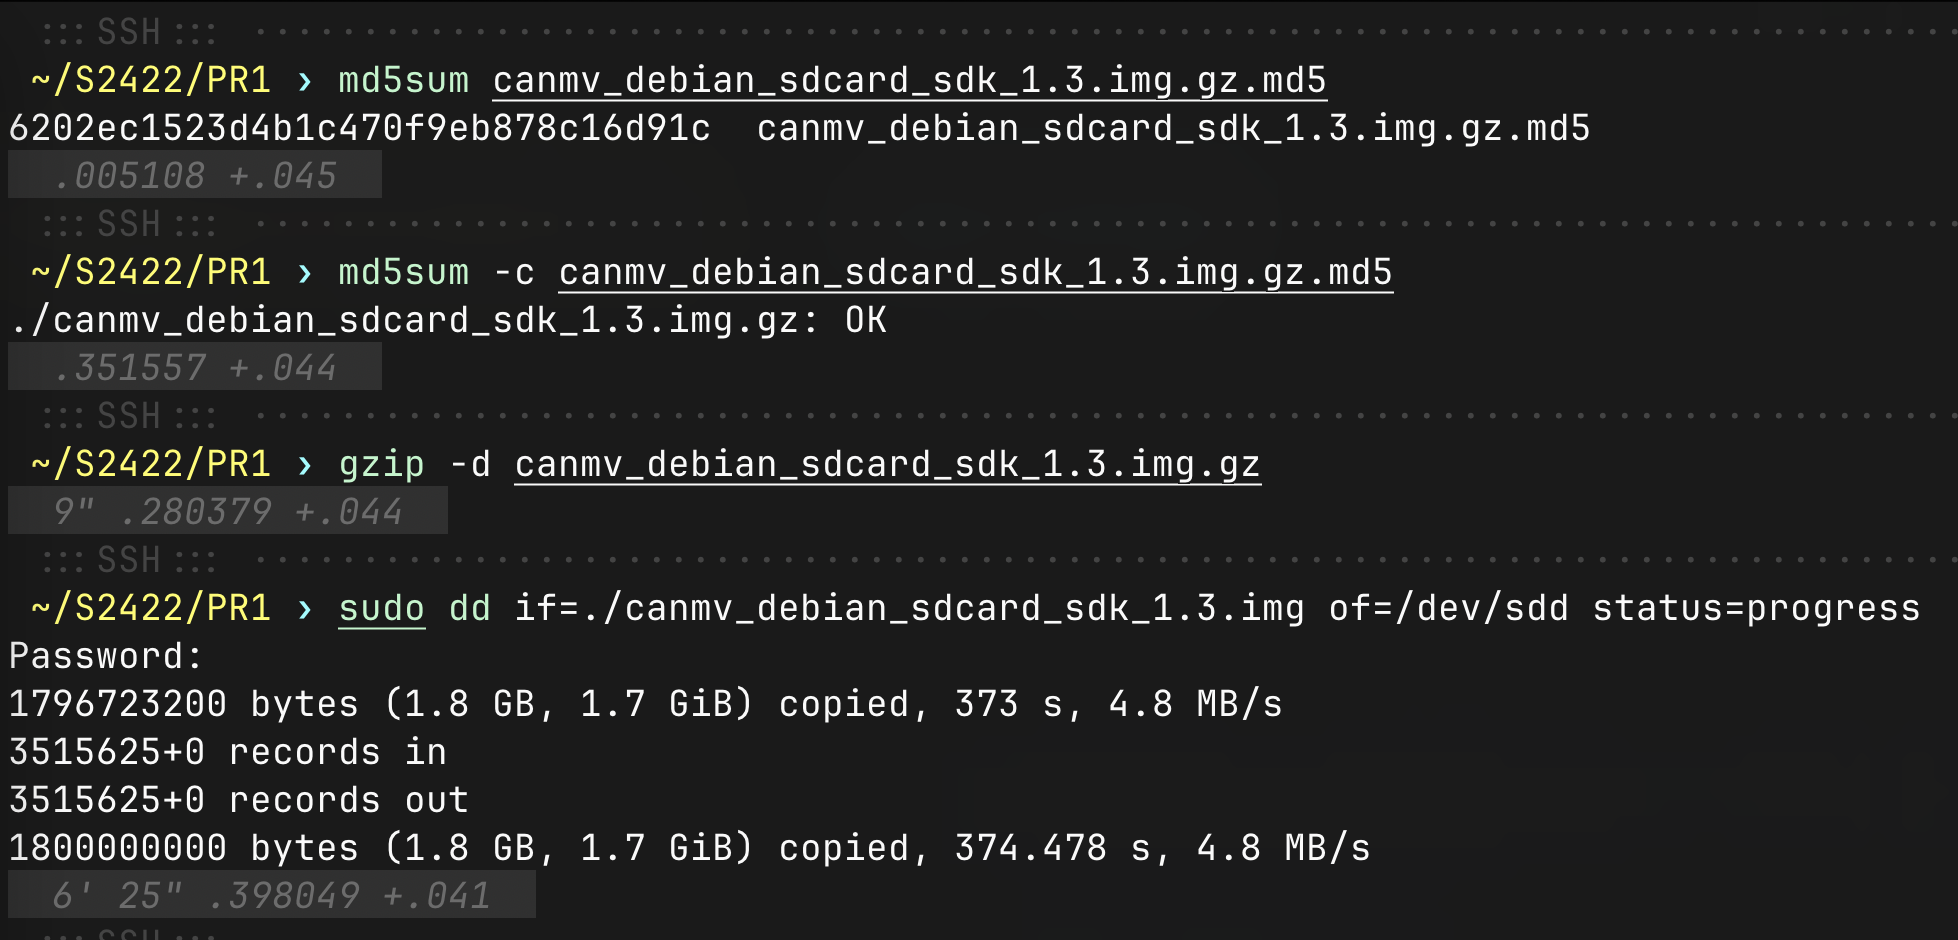 ::: SSH :::
~/S2422/PR1 › md5sum canmv_debian_sdcard_sdk_1.3.img.gz.md5
6202ec1523d4b1c470f9eb878c16d91c  canmv_debian_sdcard_sdk_1.3.img.gz.md5
.005108 +.045
::: SSH :::
~/S2422/PR1 › md5sum -c canmv_debian_sdcard_sdk_1.3.img.gz.md5
./canmv_debian_sdcard_sdk_1.3.img.gz: OK
.351557 +.044
::: SSH :::
~/S2422/PR1 › gzip -d canmv_debian_sdcard_sdk_1.3.img.gz
9" .280379 +.044
::: SSH :::
~/S2422/PR1 › sudo dd if=./canmv_debian_sdcard_sdk_1.3.img of=/dev/sdd status=progress
Password:
1796723200 bytes (1.8 GB, 1.7 GiB) copied, 373 s, 4.8 MB/s
3515625+0 records in
3515625+0 records out
1800000000 bytes (1.8 GB, 1.7 GiB) copied, 374.478 s, 4.8 MB/s
6' 25" .398049 +.041
::: SSH :::